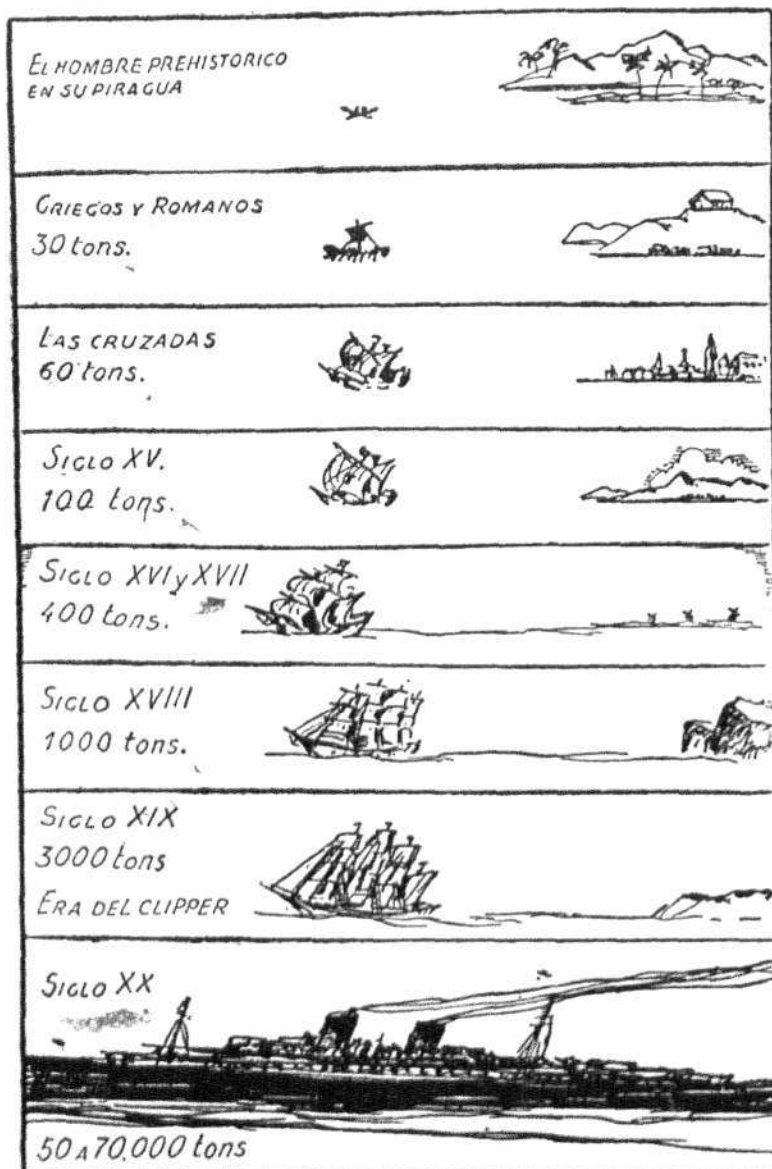 EL HOMBRE PREHISTORICO
EN SU PIRAGUA
GRIEGOS Y ROMANOS
30 tons.
LAS CRUZADAS
60 tons.
SIGLO XV.
100 tons.
SIGLO XVI y XVII
400 tons.
SIGLO XVIII
1000 tons.
SIGLO XIX
3000 tons
ERA DEL CLIPPER
SIGLO XX
50 A 70,000 tons